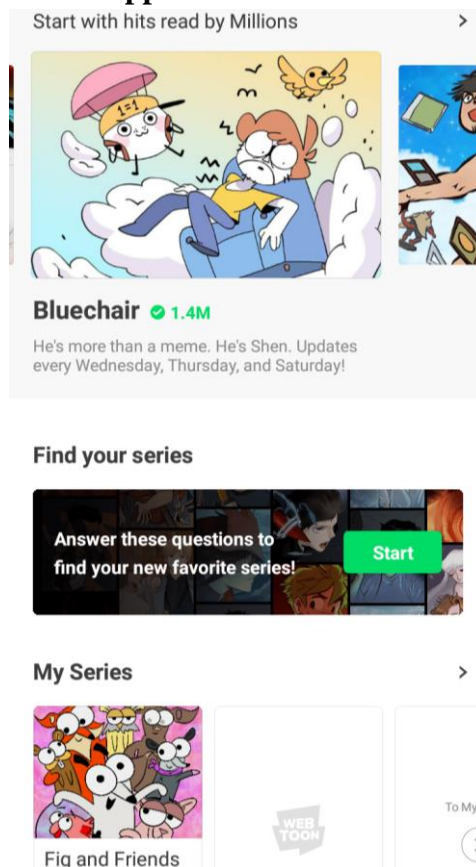 Start with hits read by Millions
1=1
Bluechair 1.4M
He's more than a meme. He's Shen. Updates
every Wednesday, Thursday, and Saturday!
Find your series
Answer these questions to
find your new favorite series!
Start
My Series
WEB
TOON
To My
Fig and Friends